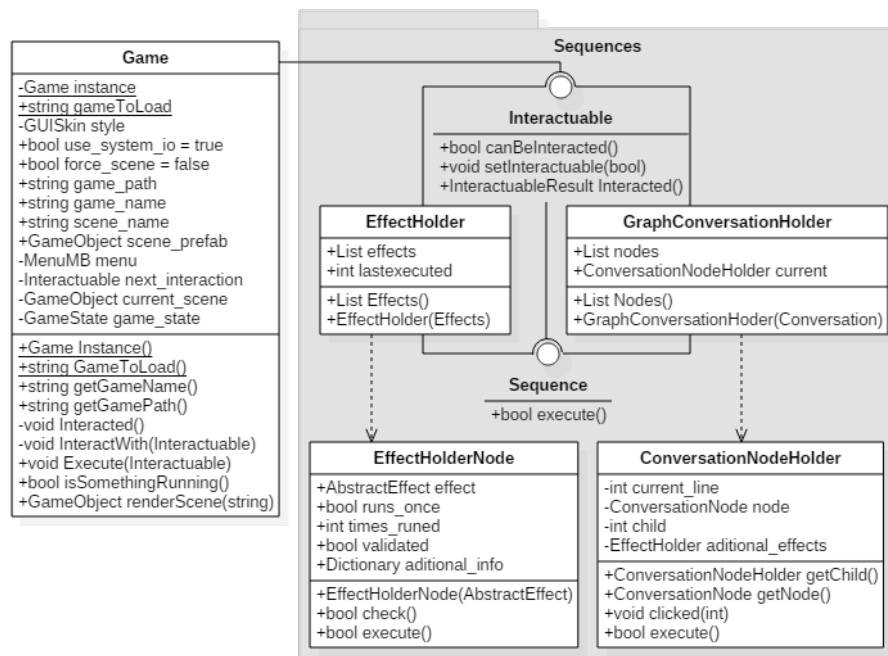 Sequences
Game
-Game instance
+string gameToLoad
-GUISkin style
+bool use_system_io = true
+bool force_scene = false
+string game_path
+string game_name
+string scene_name
+GameObject scene_prefab
-MenuMB menu
-Interactuable next_interaction
-GameObject current_scene
-GameState game_state
+Game Instance()
+string GameToLoad()
+string getGameName()
+string getGamePath()
-void Interacted()
-void InteractWith(Interactuable)
+void Execute(Interactuable)
+bool isSomethingRunning()
+GameObject renderScene(string)
Interactuable
+bool canBeInteracted()
+void setInteractuable(bool)
+InteractuableResult Interacted()
EffectHolder
+List effects
+int lastexecuted
+List Effects()
+EffectHolder(Effects)
GraphConversationHolder
+List nodes
+ConversationNodeHolder current
+List Nodes()
+GraphConversationHoder(Conversation)
Sequence
+bool execute()
EffectHolderNode
+AbstractEffect effect
+bool runs_once
+int times_runed
+bool validated
+Dictionary aditional_info
+EffectHolderNode(AbstractEffect)
+bool check()
+bool execute()
ConversationNodeHolder
-int current_line
-ConversationNode node
-int child
-EffectHolder aditional_effects
+ConversationNodeHolder getChild()
+ConversationNode getNode()
+void clicked(int)
+bool execute()